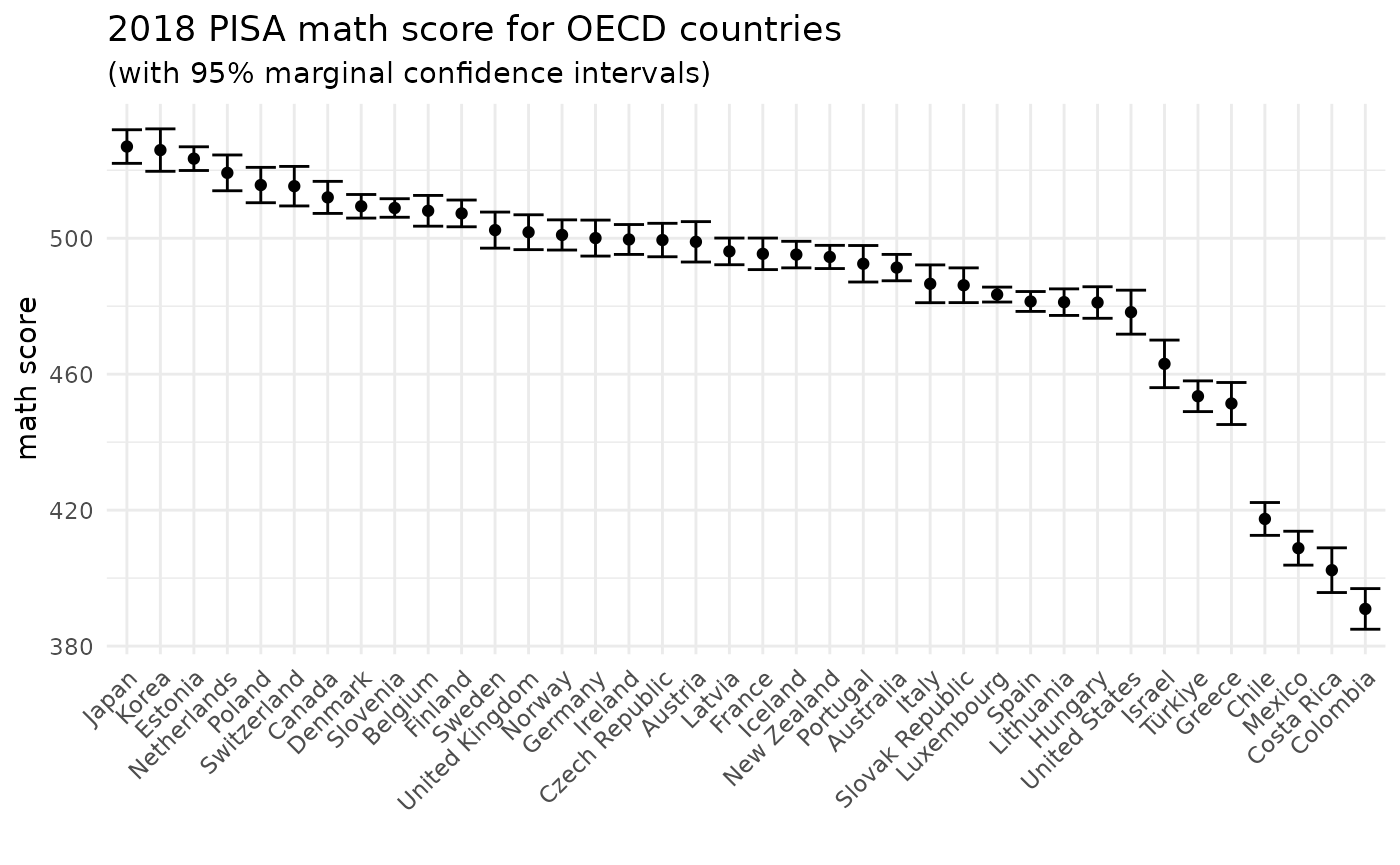 2018 PISA math score for OECD countries
(with 95% marginal confidence intervals)
math score
500
460
420
380
Japan
Korea
Estonia
Netherlands
Poland
Switzerland
Canada
Denmark
Slovenia
Belgium
Finland
Sweden
United Kingdom
Norway
Germany
Ireland
Czech Republic
Austria
Latvia
France
Iceland
New Zealand
Portugal
Australia
Italy
Slovak Republic
Luxembourg
Spain
Lithuania
Hungary
United States
Israel
Türkiye
Greece
Chile
Mexico
Costa Rica
Colombia